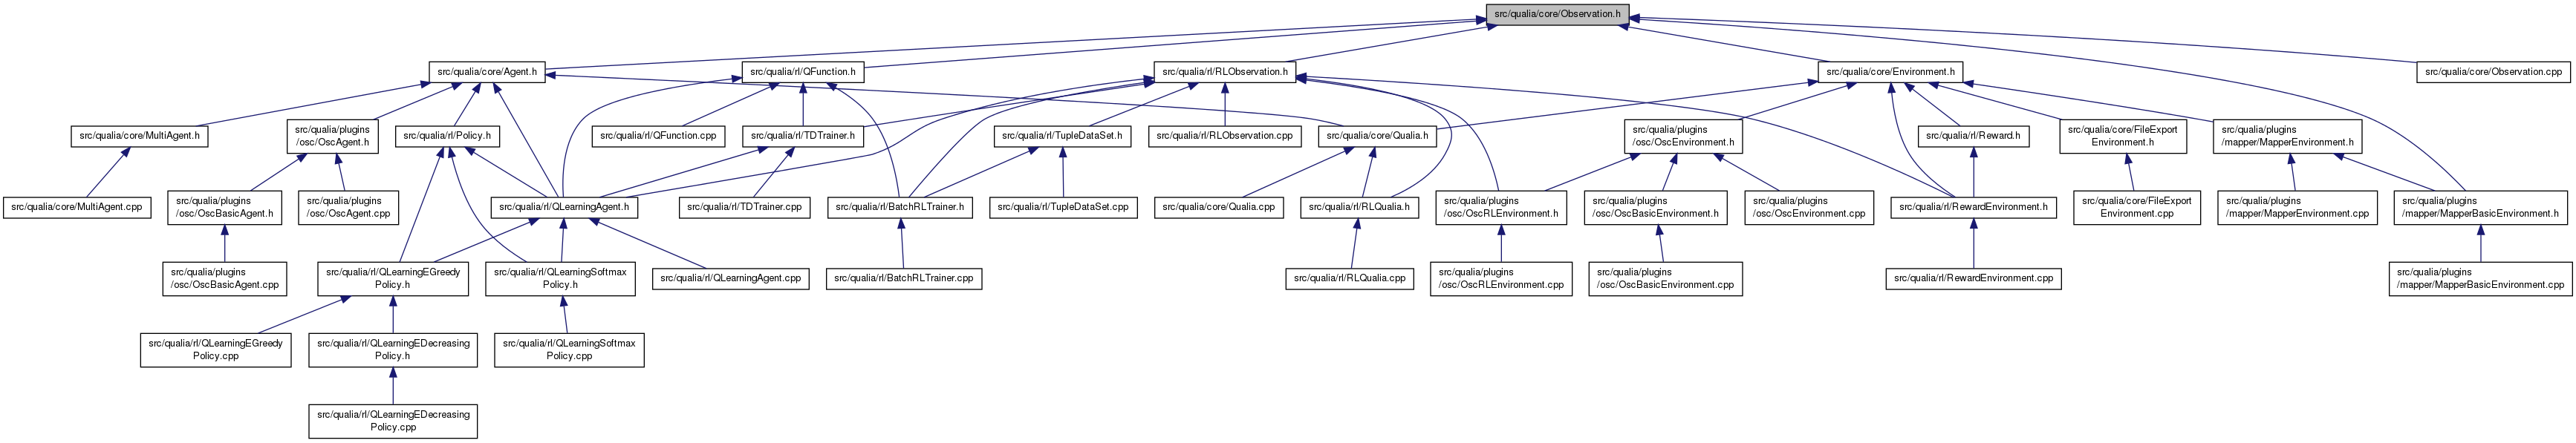 src/qualia/core/Observation.h
src/qualia/core/Agent.h
src/qualia/rl/QFunction.h
src/qualia/rl/RLObservation.h
src/qualia/core/Environment.h
src/qualia/core/Observation.cpp
src/qualia/core/MultiAgent.h
src/qualia/plugins
/osc/OscAgent.h
src/qualia/rl/Policy.h
src/qualia/rl/QFunction.cpp
src/qualia/rl/TDTrainer.h
src/qualia/rl/TupleDataSet.h
src/qualia/rl/RLObservation.cpp
src/qualia/core/Qualia.h
src/qualia/plugins
/osc/OscEnvironment.h
src/qualia/rl/Reward.h
src/qualia/core/FileExport
Environment.h
src/qualia/plugins
/mapper/MapperEnvironment.h
src/qualia/core/MultiAgent.cpp
src/qualia/plugins
/osc/OscBasicAgent.h
src/qualia/plugins
/osc/OscAgent.cpp
src/qualia/rl/QLearningAgent.h
src/qualia/rl/TDTrainer.cpp
src/qualia/rl/BatchRLTrainer.h
src/qualia/rl/TupleDataSet.cpp
src/qualia/core/Qualia.cpp
src/qualia/rl/RLQualia.h
src/qualia/plugins
/osc/OscRLEnvironment.h
src/qualia/plugins
/osc/OscBasicEnvironment.h
src/qualia/plugins
/osc/OscEnvironment.cpp
src/qualia/rl/RewardEnvironment.h
src/qualia/core/FileExport
Environment.cpp
src/qualia/plugins
/mapper/MapperEnvironment.cpp
src/qualia/plugins
/mapper/MapperBasicEnvironment.h
src/qualia/plugins
/osc/OscBasicAgent.cpp
src/qualia/rl/QLearningEGreedy
Policy.h
src/qualia/rl/QLearningSoftmax
Policy.h
src/qualia/rl/QLearningAgent.cpp
src/qualia/rl/BatchRLTrainer.cpp
src/qualia/rl/RLQualia.cpp
src/qualia/plugins
/osc/OscRLEnvironment.cpp
src/qualia/plugins
/osc/OscBasicEnvironment.cpp
src/qualia/rl/RewardEnvironment.cpp
src/qualia/plugins
/mapper/MapperBasicEnvironment.cpp
src/qualia/rl/QLearningEGreedy
Policy.cpp
src/qualia/rl/QLearningEDecreasing
Policy.h
src/qualia/rl/QLearningSoftmax
Policy.cpp
src/qualia/rl/QLearningEDecreasing
Policy.cpp